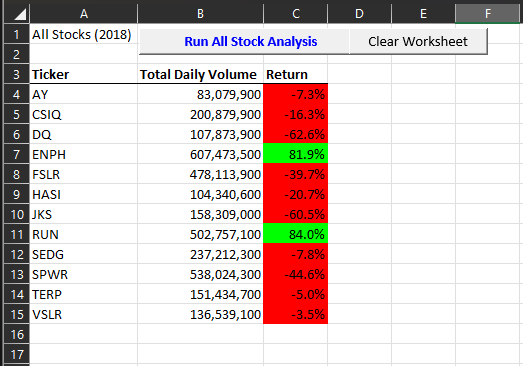 A B C D E F
1 All Stocks (2018) Run All Stock Analysis Clear Worksheet
2
3 Ticker Total Daily Volume Return
4 AY 83,079,900 -7.3%
5 CSIQ 200,879,900 -16.3%
6 DQ 107,873,900 -62.6%
7 ENPH 607,473,500 81.9%
8 FSLR 478,113,900 -39.7%
9 HASI 104,340,600 -20.7%
10 JKS 158,309,000 -60.5%
11 RUN 502,757,100 84.0%
12 SEDG 237,212,300 -7.8%
13 SPWR 538,024,300 -44.6%
14 TERP 151,434,700 -5.0%
15 VSLR 136,539,100 -3.5%
16
17